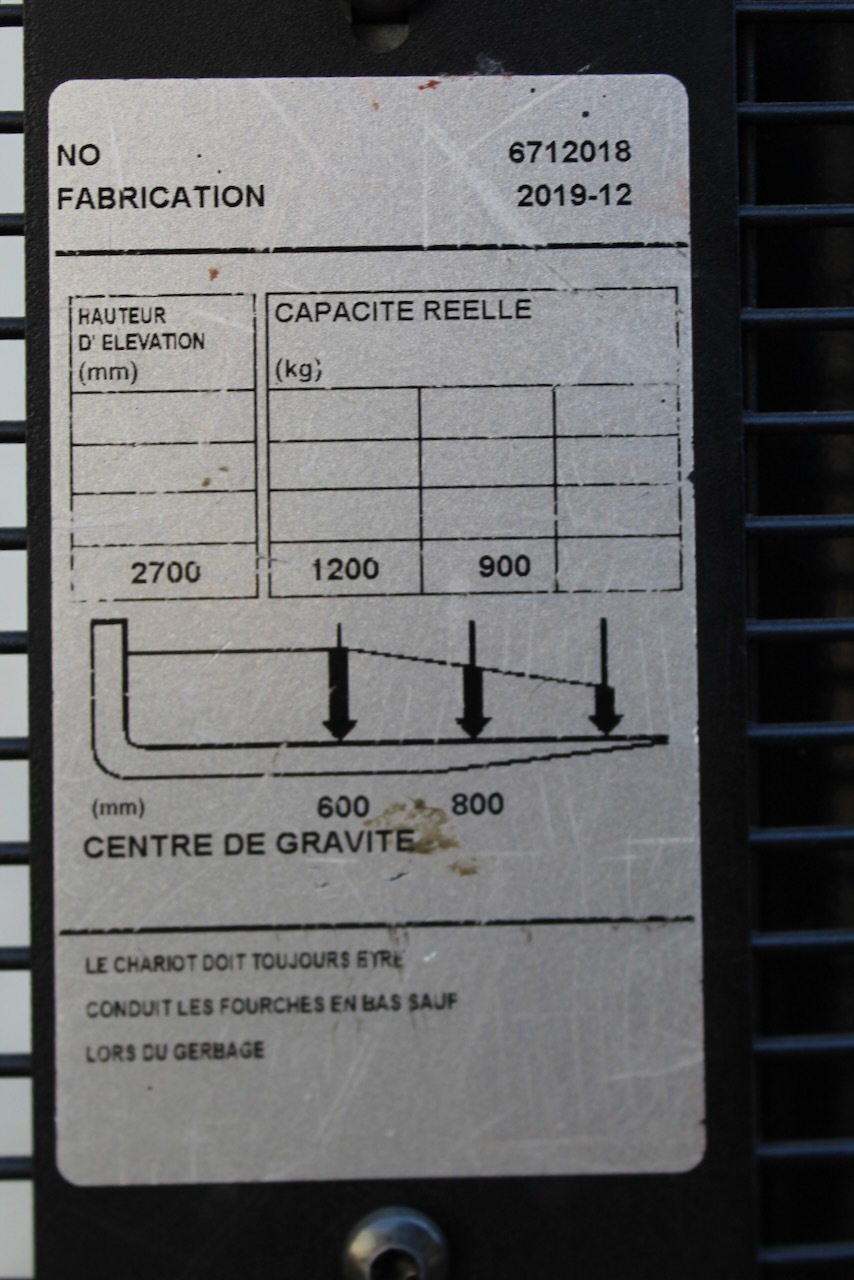 NO 6712018
FABRICATION 2019-12
HAUTEUR
D' ELEVATION
(mm)
CAPACITE REELLE
(kg)
2700 1200 900
(mm) 600 800
CENTRE DE GRAVITE
LE CHARIOT DOIT TOUJOURS EYRE
CONDUIT LES FOURCHES EN BAS SAUF
LORS DU GERBAGE